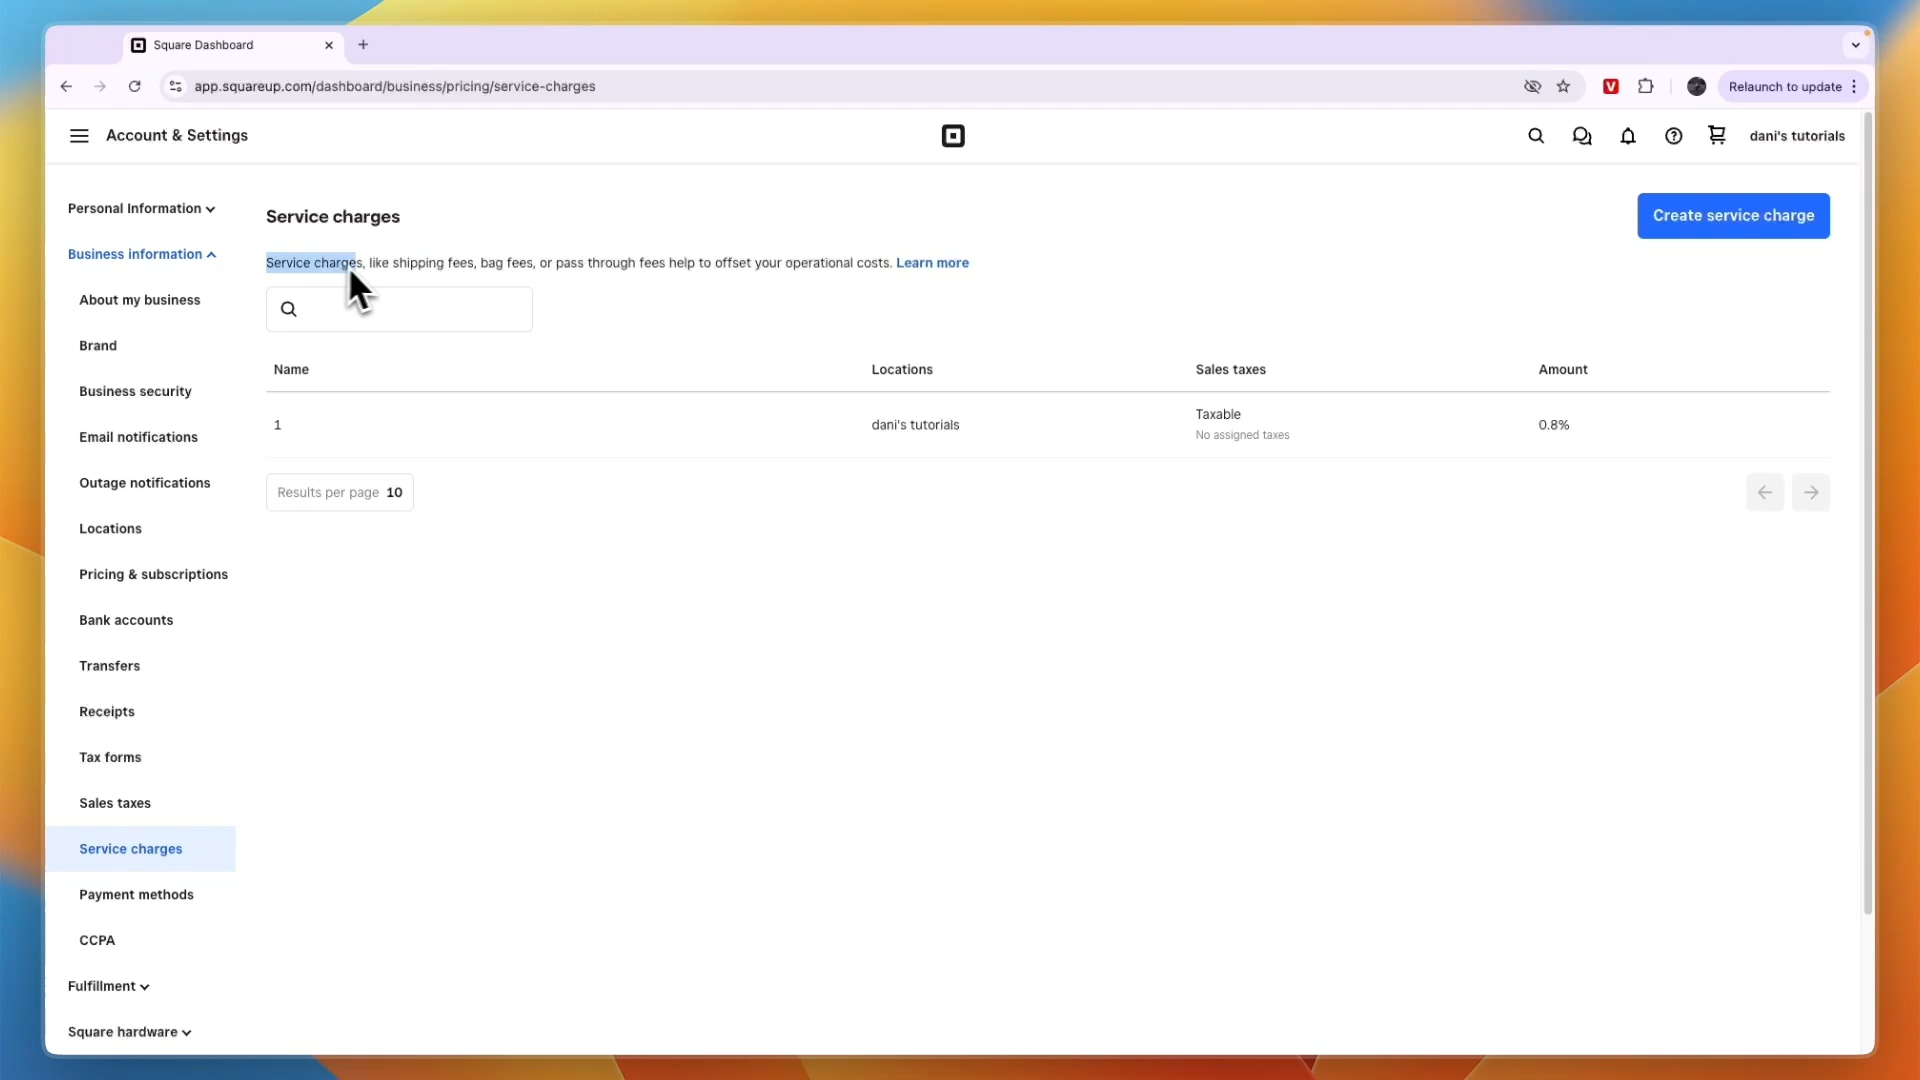 Square Dashboard
app.squareup.com/dashboard/business/pricing/service-charges
Relaunch to update
Account & Settings
dani's tutorials
Personal Information
Business information
About my business
Brand
Business security
Email notifications
Outage notifications
Locations
Pricing & subscriptions
Bank accounts
Transfers
Receipts
Tax forms
Sales taxes
Service charges
Payment methods
CCPA
Fulfillment
Square hardware
Service charges
Create service charge
Service charges, like shipping fees, bag fees, or pass through fees help to offset your operational costs. Learn more
Name Locations Sales taxes Amount
1 dani's tutorials Taxable 0.8%
No assigned taxes
Results per page 10